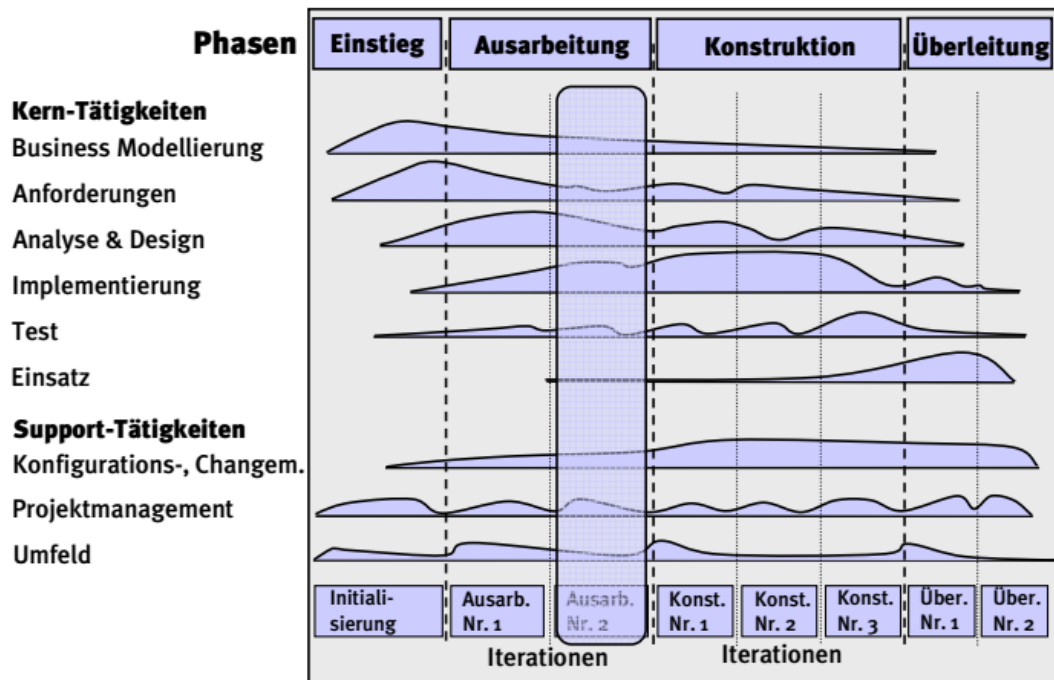 Phasen Einstieg Ausarbeitung Konstruktion Überleitung
Kern-Tätigkeiten
Business Modellierung
Anforderungen
Analyse & Design
Implementierung
Test
Einsatz
Support-Tätigkeiten
Konfigurations-, Changem.
Projektmanagement
Umfeld
Initiali-
sierung
Ausarb.
Nr. 1
Ausarb.
Nr. 2
Konst.
Nr. 1
Konst.
Nr. 2
Konst.
Nr. 3
Über.
Nr. 1
Über.
Nr. 2
Iterationen
Iterationen